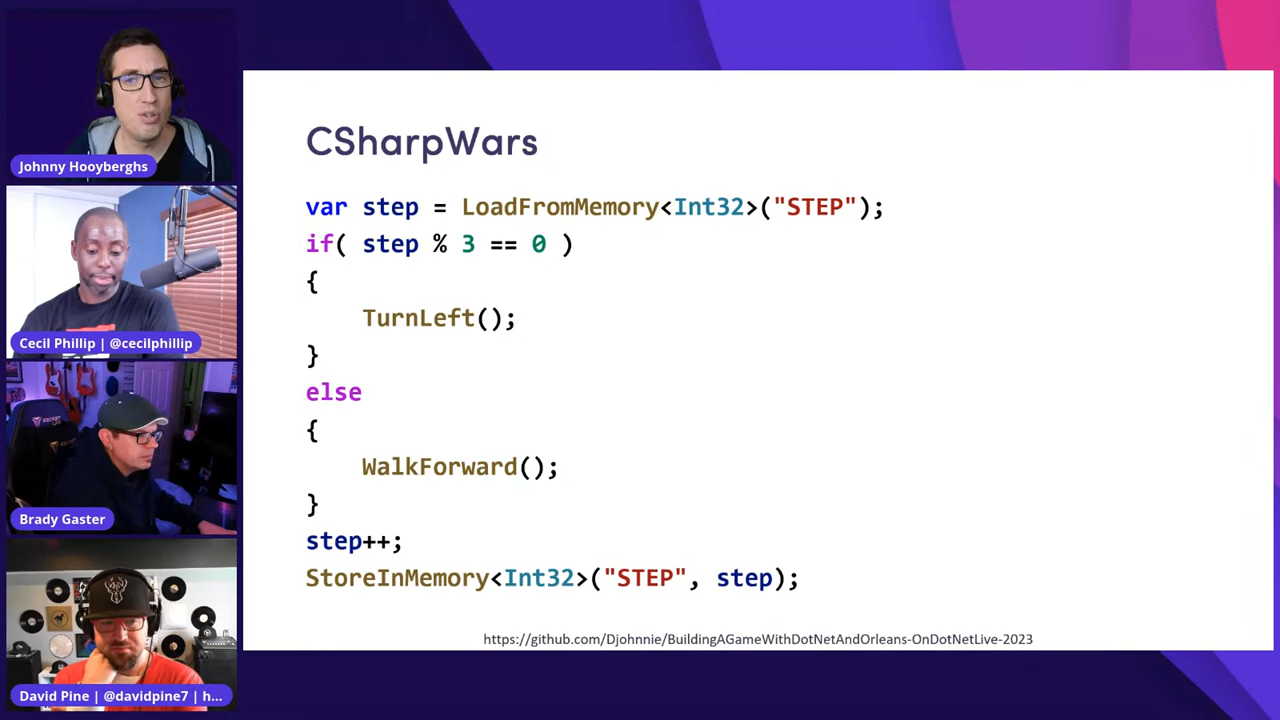 Johnny Hooyberghs
Cecil Phillip | @cecilphillip
Brady Gaster
David Pine | @davidpine7 | h...
CSharpWars
var step = LoadFromMemory<Int32>("STEP");
if( step % 3 == 0 )
{
    TurnLeft();
}
else
{
    WalkForward();
}
step++;
StoreInMemory<Int32>("STEP", step);
https://github.com/Djohnnie/BuildingAGameWithDotNetAndOrleans-OnDotNetLive-2023